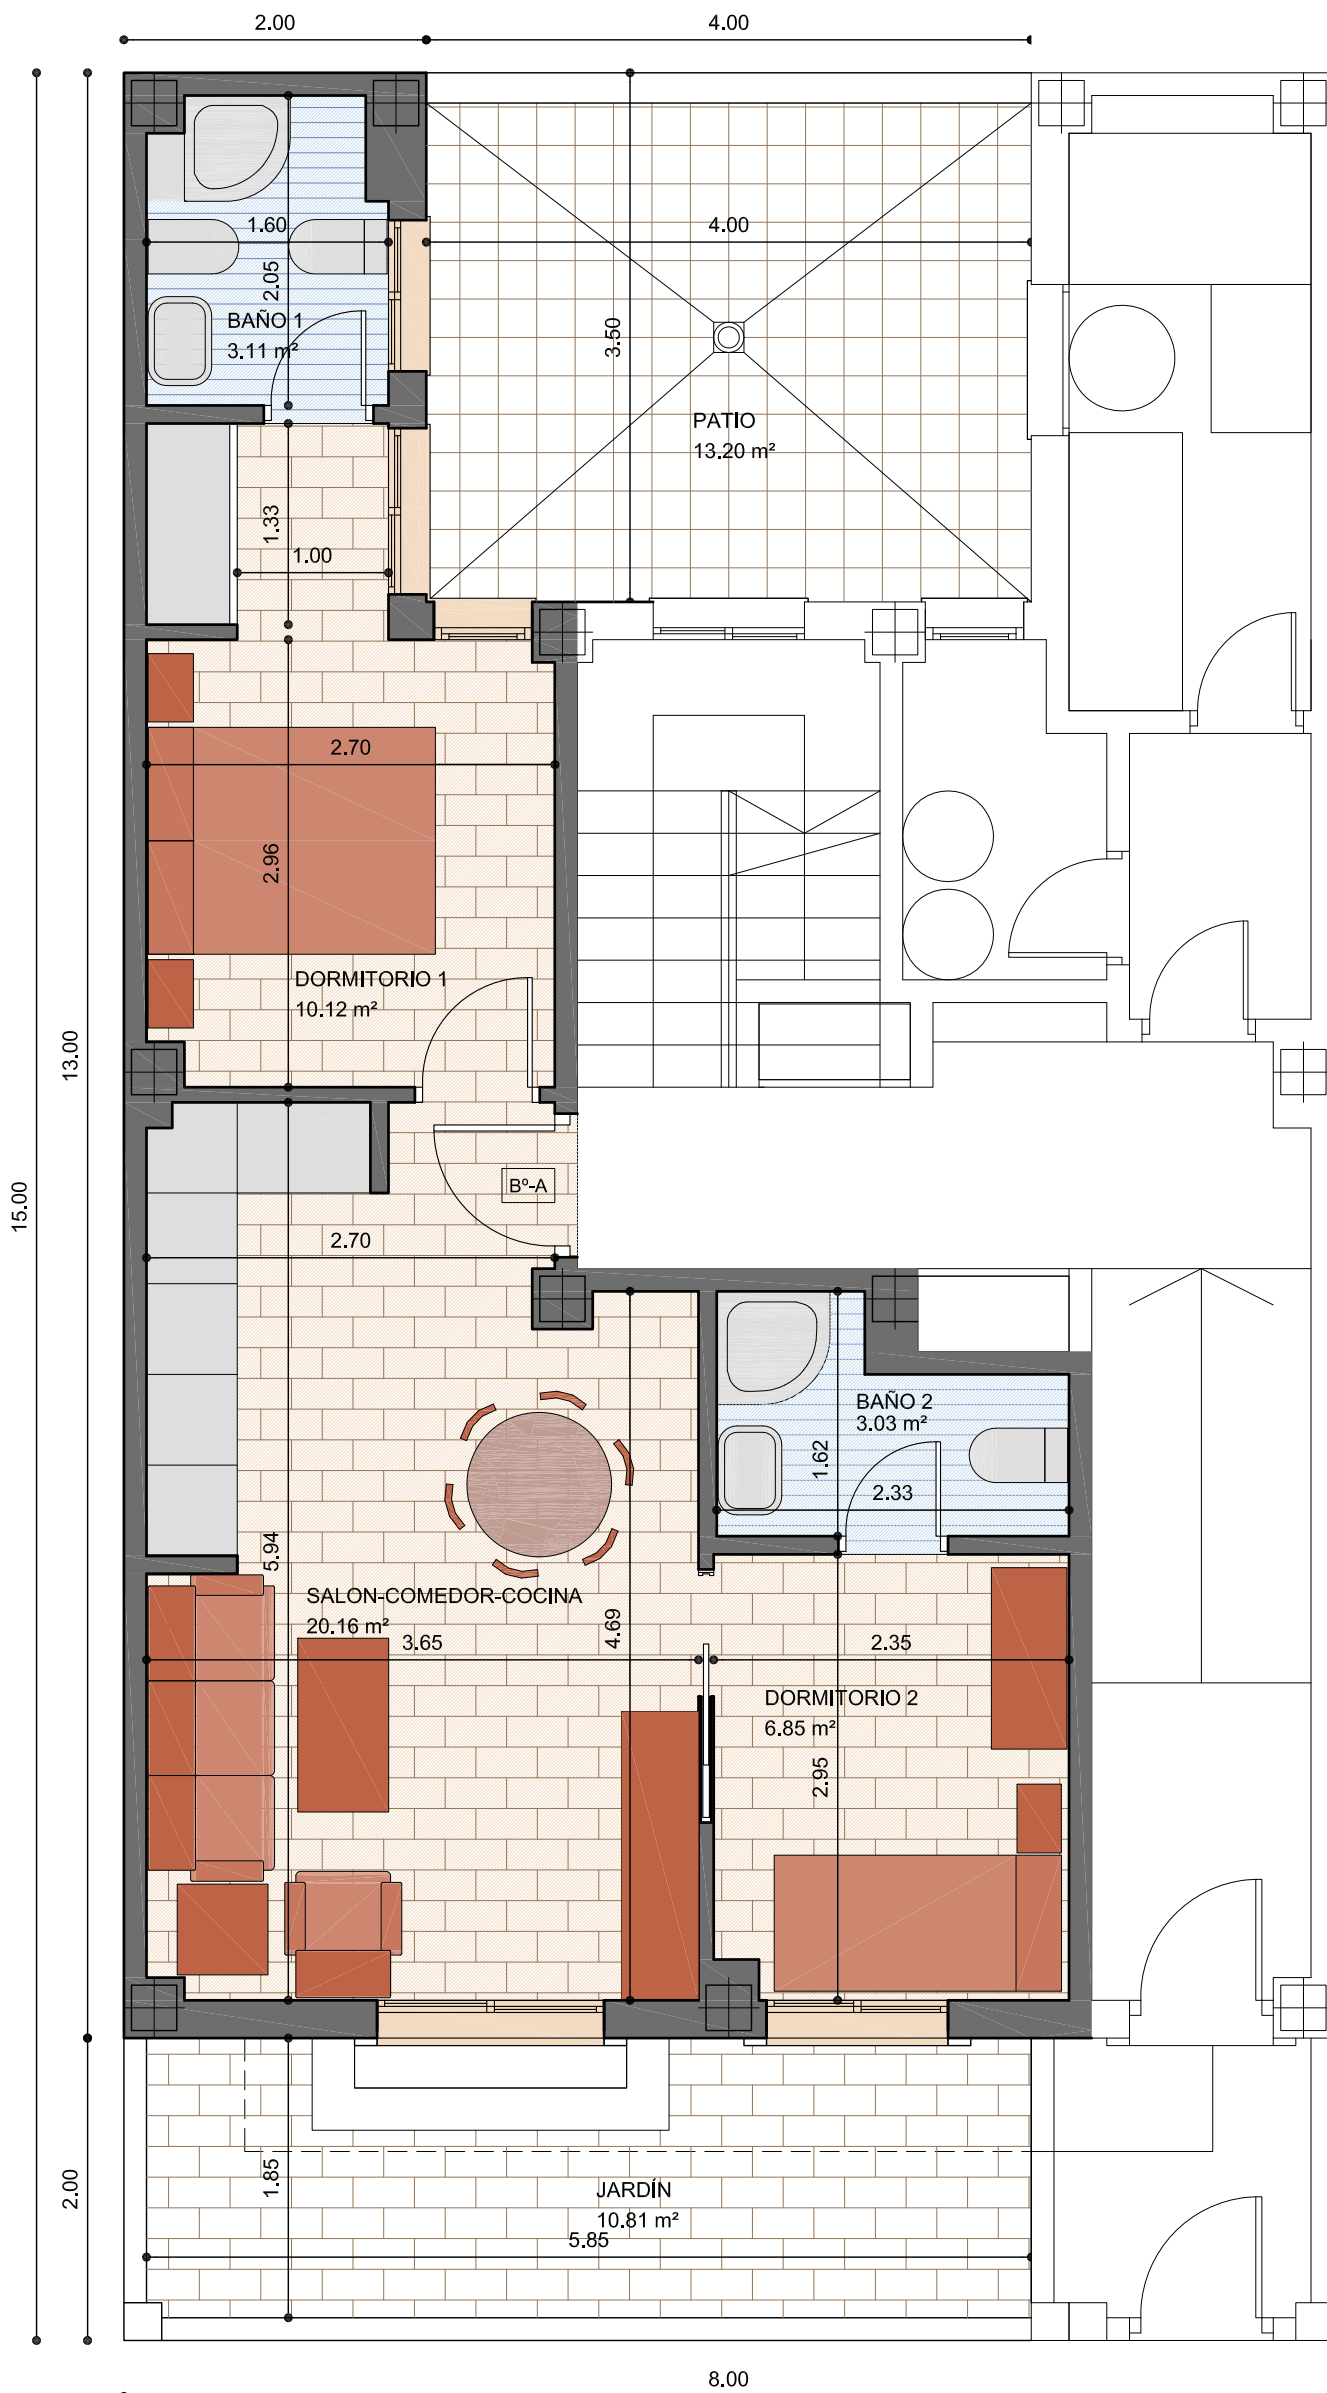 2.00
4.00
1.60
4.00
2.05
BAÑO 1
3.11 m²
3.50
PATIO
13.20 m²
1.33
1.00
2.70
2.96
DORMITORIO 1
10.12 m²
13.00
15.00
Bº-A
2.70
BAÑO 2
3.03 m²
1.62
2.33
5.94
SALON-COMEDOR-COCINA
20.16 m²
4.69
3.65
2.35
DORMITORIO 2
6.85 m²
2.95
2.00
1.85
JARDÍN
10.81 m²
5.85
8.00